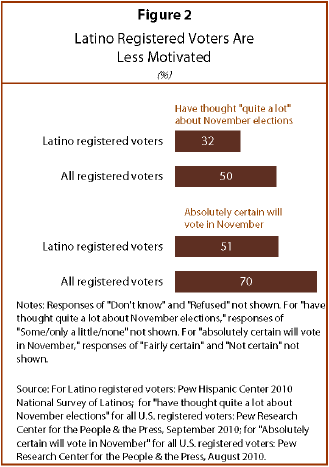 Figure 2
Latino Registered Voters Are
Less Motivated
(%)
Have thought "quite a lot"
about November elections
Latino registered voters 32
All registered voters 50
Absolutely certain will
vote in November
Latino registered voters 51
All registered voters 70
Notes: Responses of "Don't know" and "Refused" not shown. For "have
thought quite a lot about November elections," responses of
"Some/only a little/none" not shown. For "absolutely certain will vote
in November," responses of "Fairly certain" and "Not certain" not
shown.
Source: For Latino registered voters: Pew Hispanic Center 2010
National Survey of Latinos; for "have thought quite a lot about
November elections" for all U.S. registered voters: Pew Research
Center for the People & the Press, September 2010; for "Absolutely
certain will vote in November" for all U.S. registered voters: Pew
Research Center for the People & the Press, August 2010.